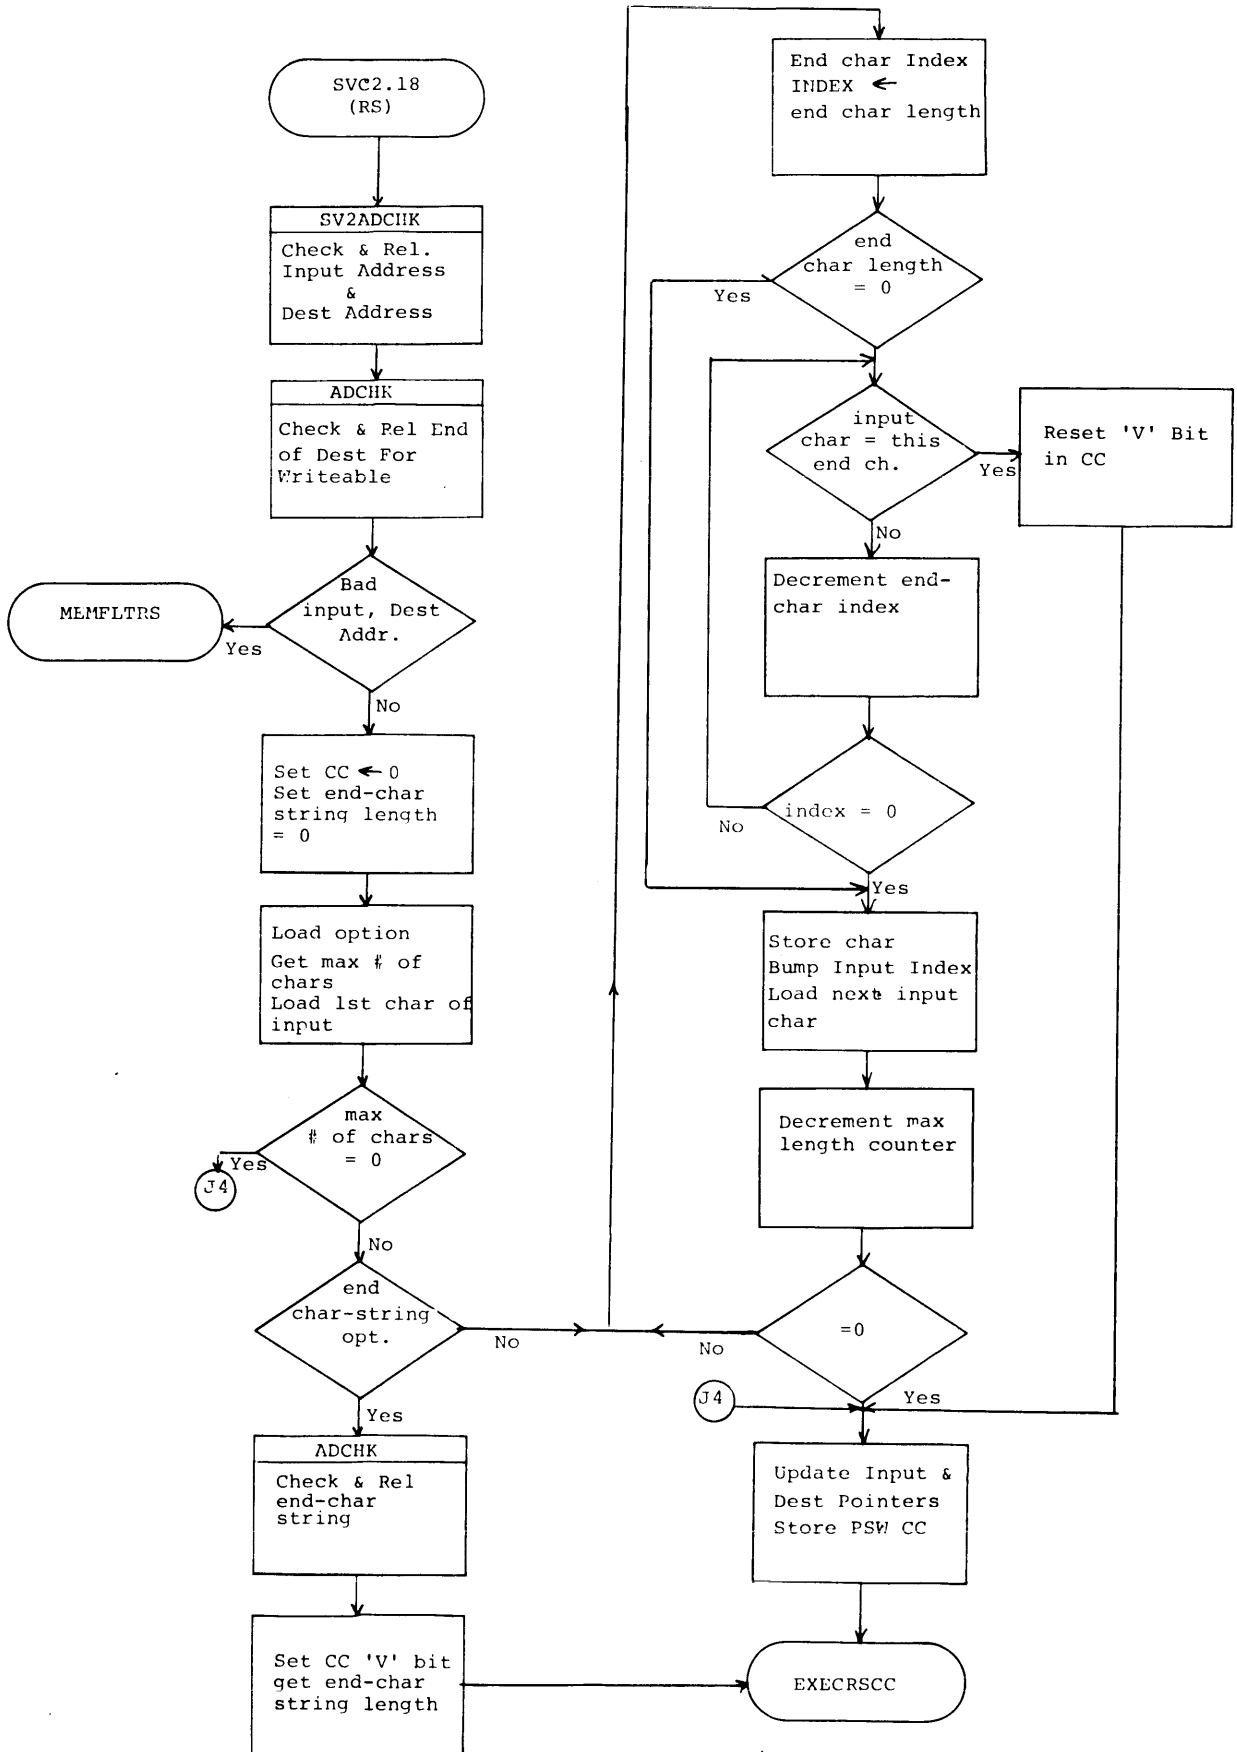 SVC2.18
(RS)
SV2ADCHK
Check & Rel.
Input Address
&
Dest Address
ADCHK
Check & Rel End
of Dest For
Writeable
Bad
input, Dest
Addr.
Yes
MEMFLTRS
No
Set CC ← 0
Set end-char
string length
= 0
Load option
Get max # of
chars
Load 1st char of
input
max
# of chars
= 0
Yes
J4
No
end
char-string
opt.
No
Yes
ADCHK
Check & Rel
end-char
string
Set CC 'V' bit
get end-char
string length
End char Index
INDEX ←
end char length
end
char length
= 0
Yes
input
char = this
end ch.
Yes
Reset 'V' Bit
in CC
No
Decrement end-
char index
index = 0
No
Yes
Store char
Bump Input Index
Load next input
char
Decrement max
length counter
=0
No
J4
Yes
Update Input &
Dest Pointers
Store PSW CC
EXECRSCC